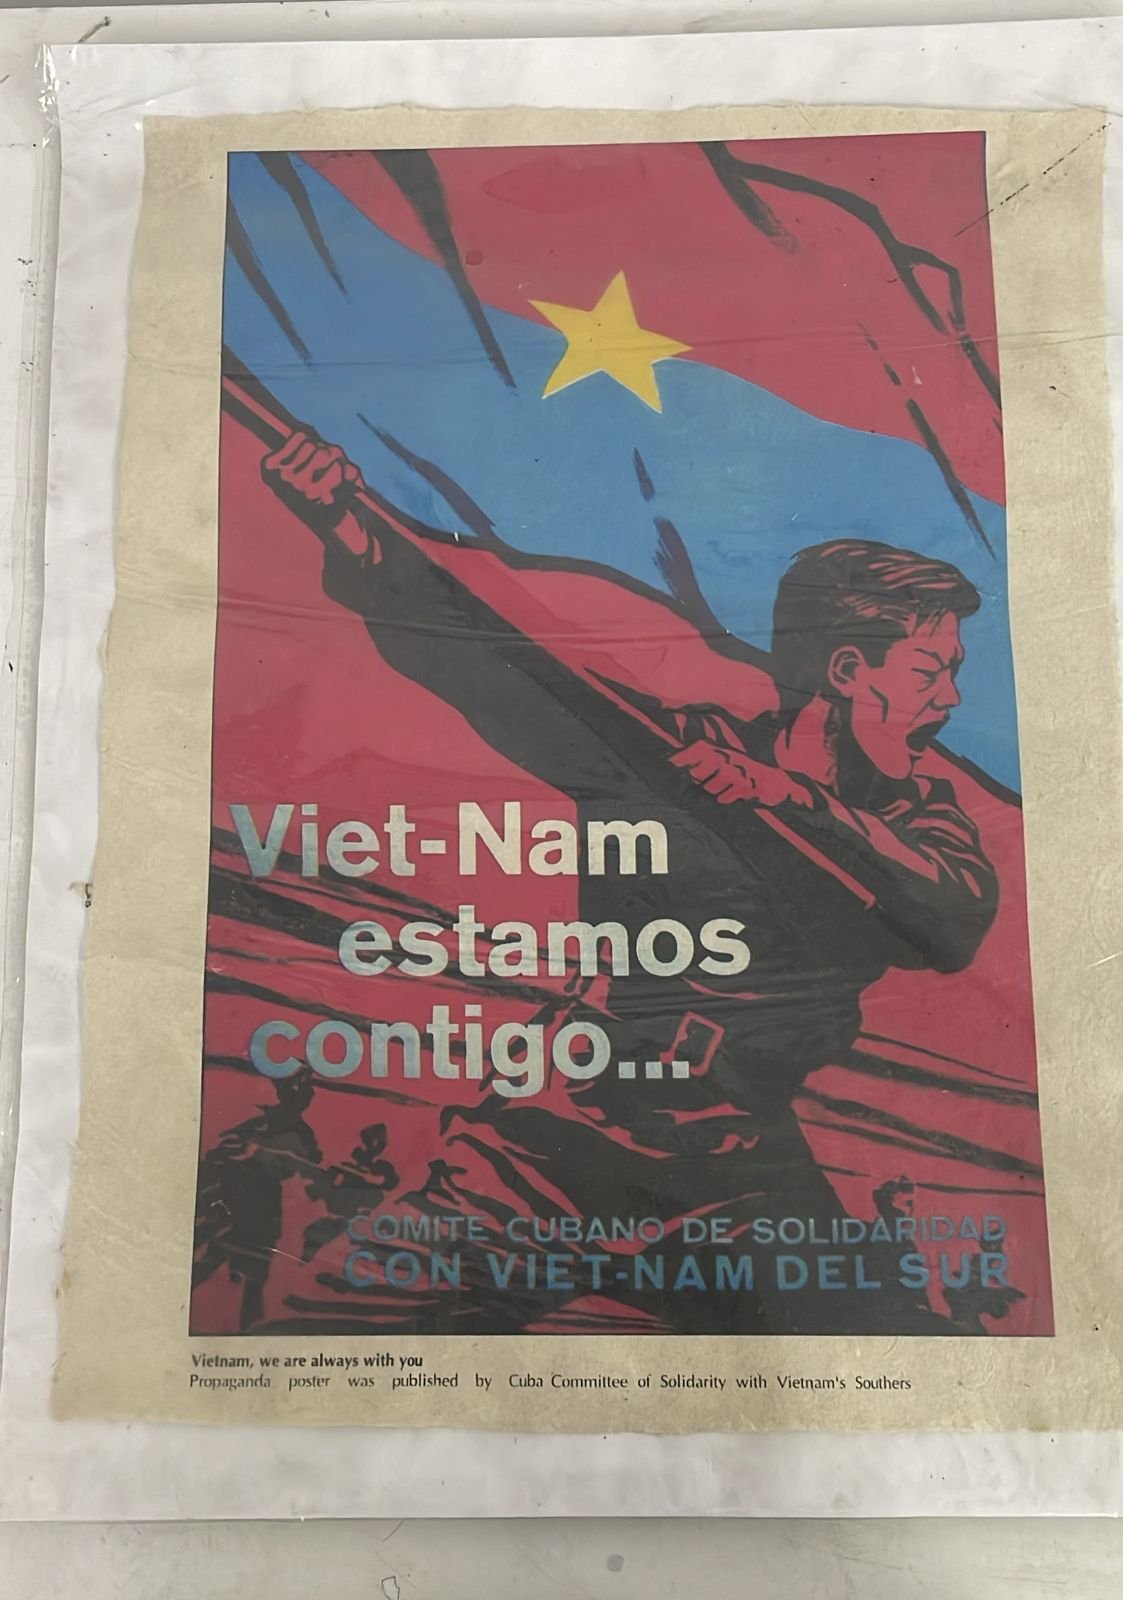 Viet-Nam
estamos
contigo...
COMITE CUBANO DE SOLIDARIDAD
CON VIET-NAM DEL SUR
Vietnam, we are always with you
Propaganda poster was published by Cuba Committee of Solidarity with Vietnam's Southers